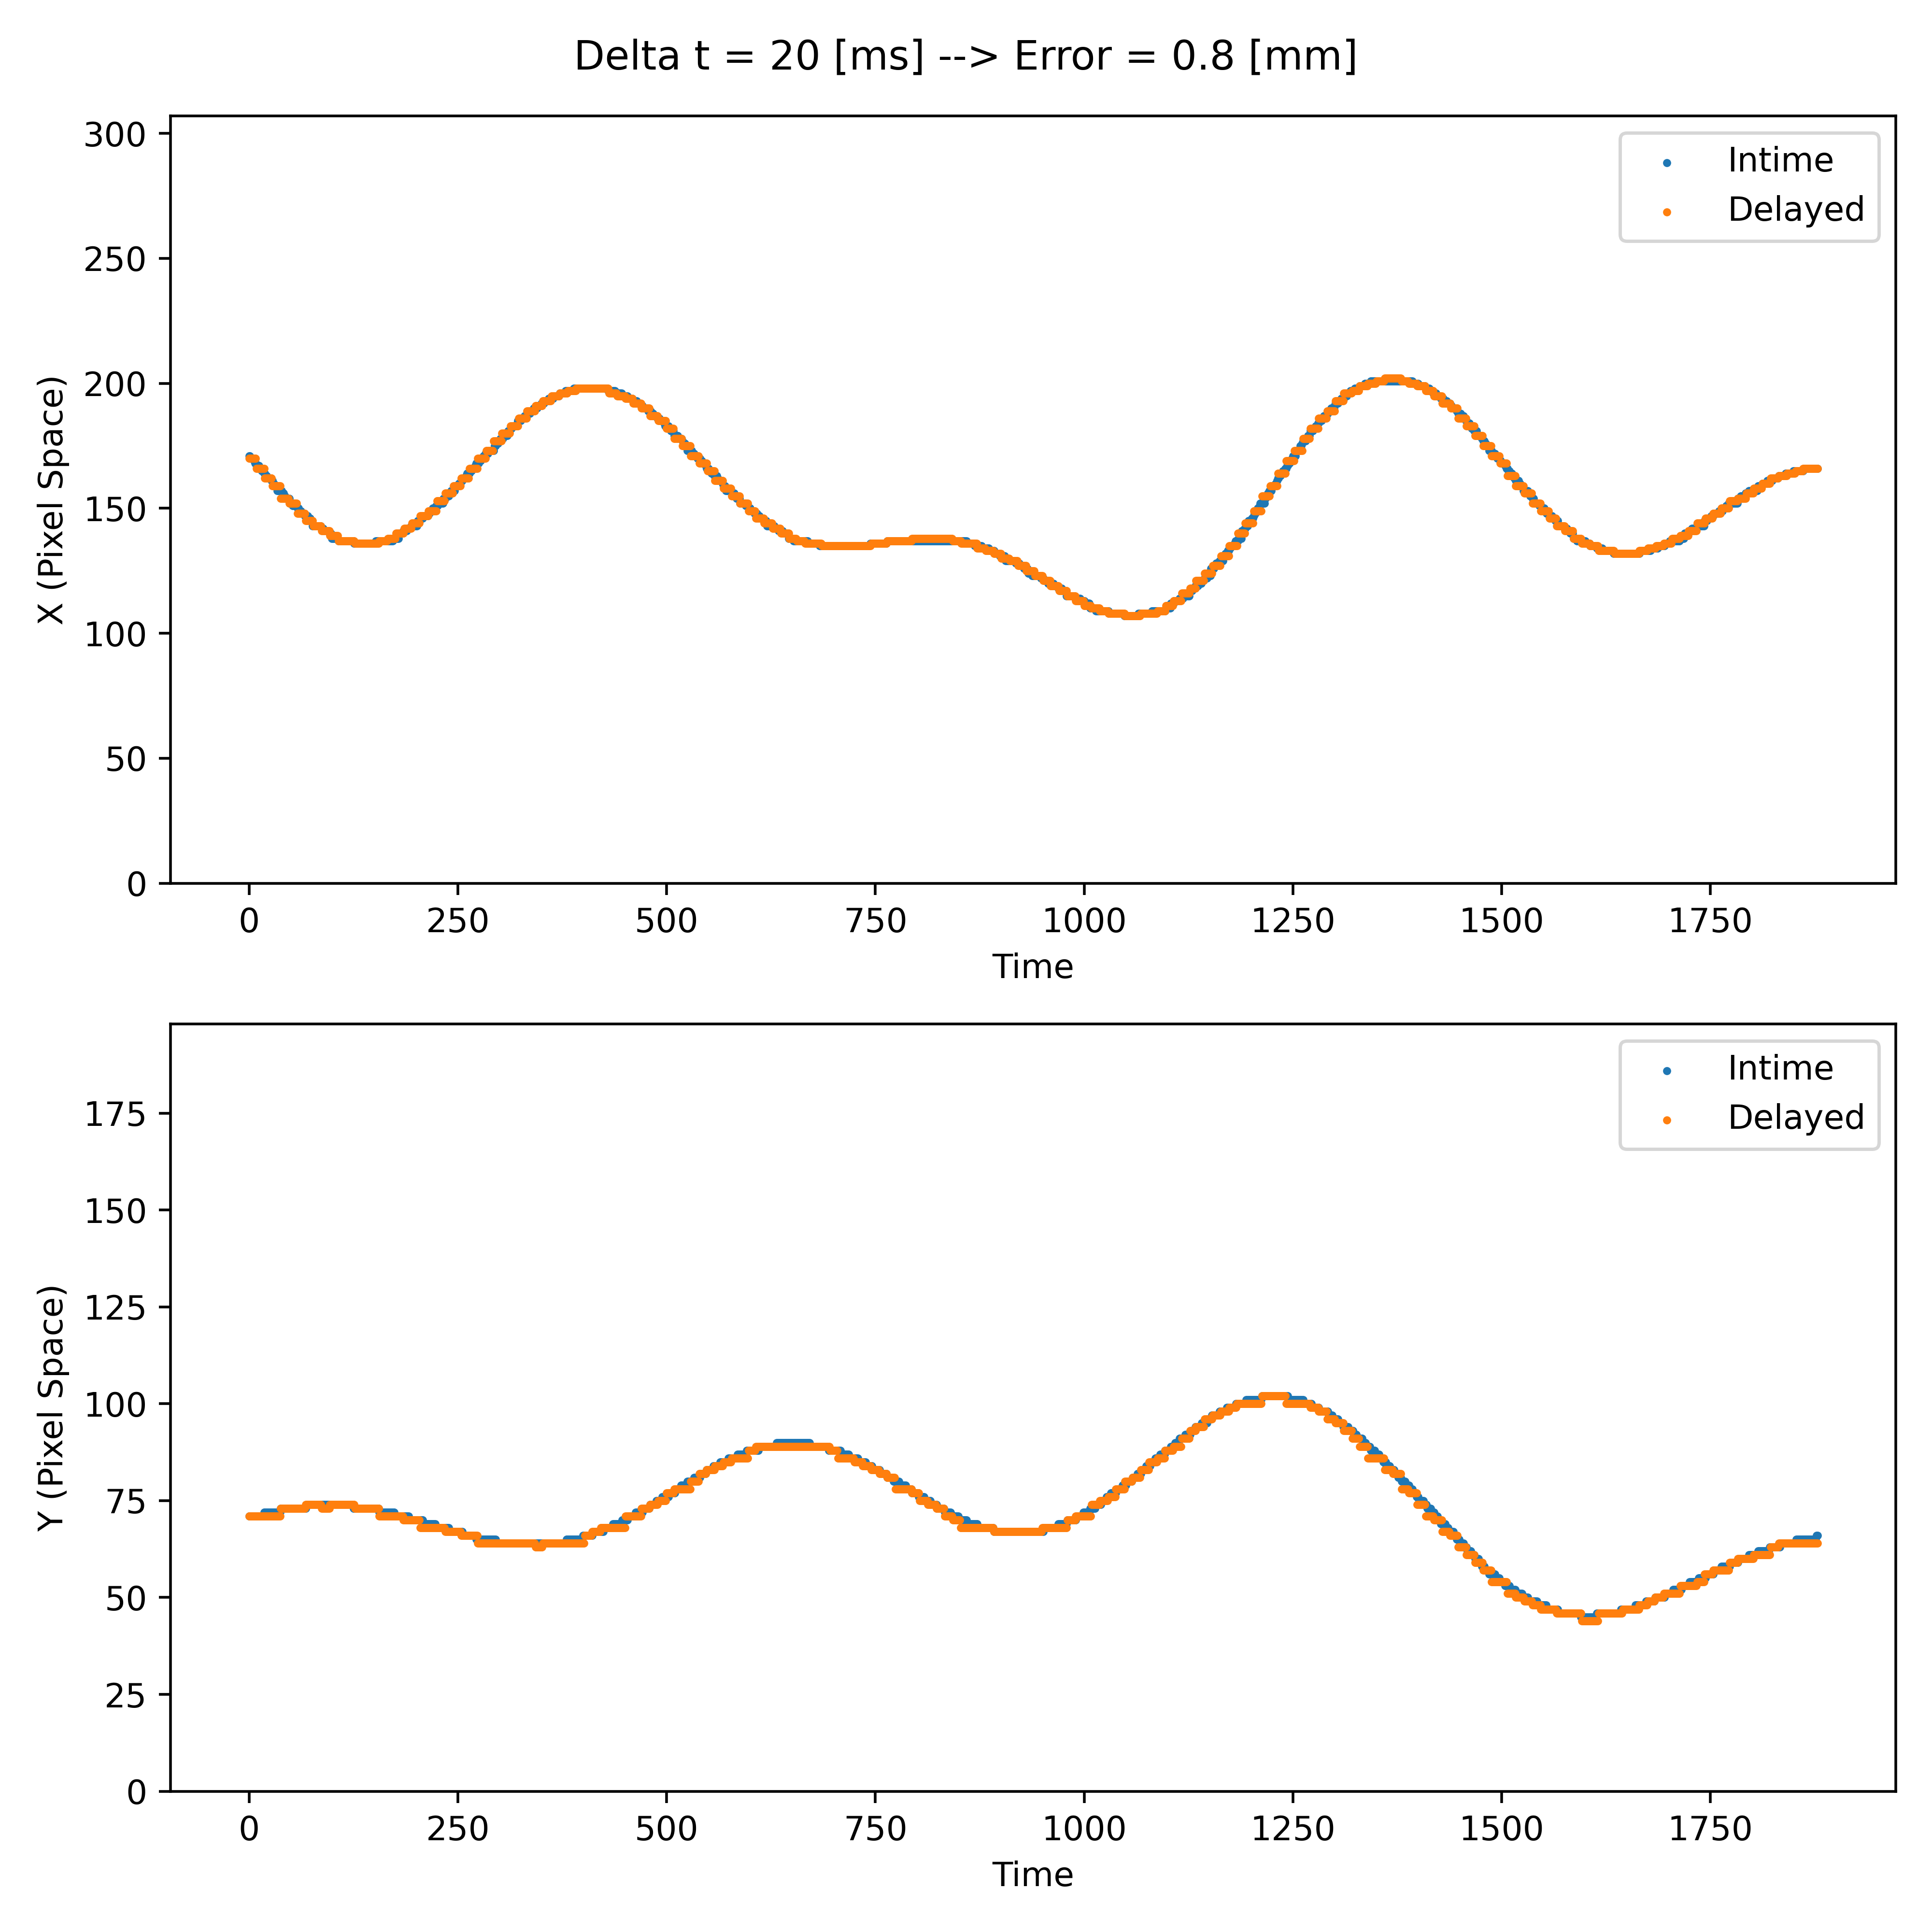 Delta t = 20 [ms] --> Error = 0.8 [mm]
300
250
200
150
100
50
0
X (Pixel Space)
Intime
Delayed
0 250 500 750 1000 1250 1500 1750
Time
175
150
125
100
75
50
25
0
Y (Pixel Space)
Intime
Delayed
0 250 500 750 1000 1250 1500 1750
Time